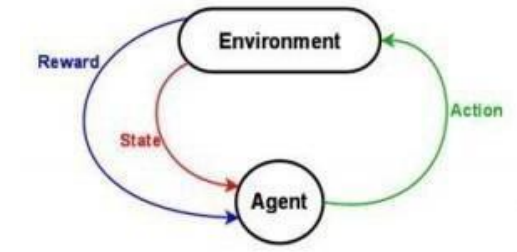 Environment
Reward
Action
State
Agent